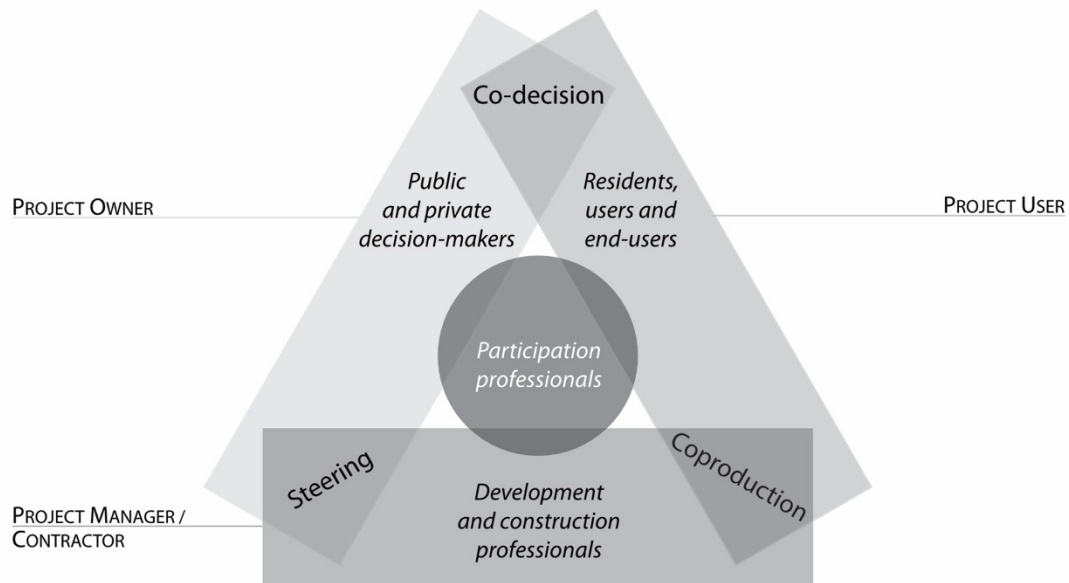 Co-decision
Public
and private
decision-makers
Residents,
users and
end-users
PROJECT OWNER
PROJECT USER
Participation
professionals
Steering
Coproduction
Development
and construction
professionals
PROJECT MANAGER /
CONTRACTOR